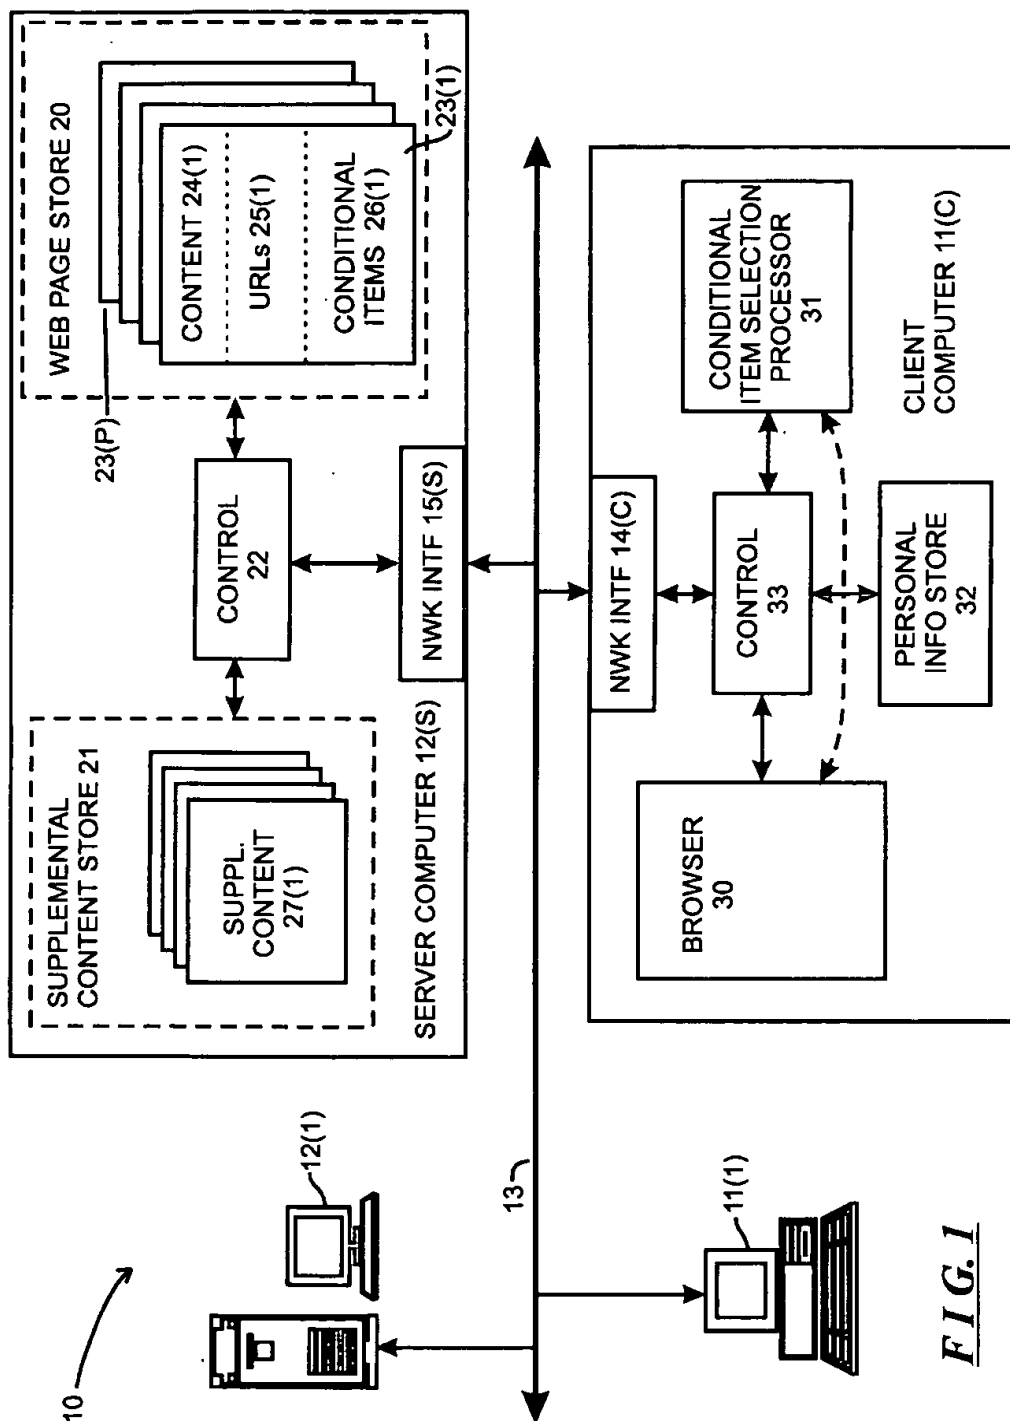 10
12(1)
SUPPLEMENTAL
CONTENT STORE 21
SUPPL.
CONTENT
27(1)
CONTROL
22
WEB PAGE STORE 20
23(P)
CONTENT 24(1)
URLs 25(1)
CONDITIONAL
ITEMS 26(1)
23(1)
SERVER COMPUTER 12(S)
NWK INTF 15(S)
13
11(1)
NWK INTF 14(C)
BROWSER
30
CONTROL
33
CONDITIONAL
ITEM SELECTION
PROCESSOR
31
PERSONAL
INFO STORE
32
CLIENT
COMPUTER 11(C)
FIG. 1